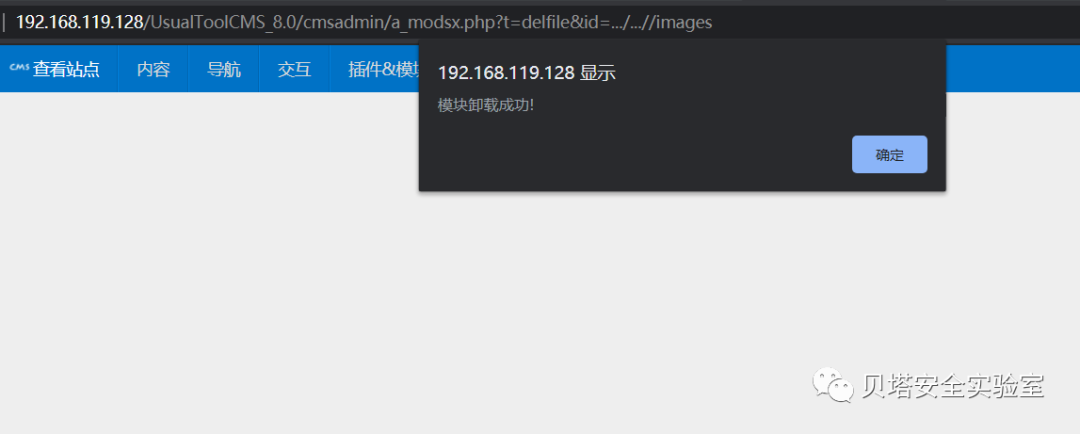 192.168.119.128/UsualToolCMS_8.0/cmsadmin/a_modsx.php?t=delfile&id=.../...//images
CMS 查看站点 内容 导航 交互 插件&模块
192.168.119.128 显示
模块卸载成功!
确定
贝塔安全实验室